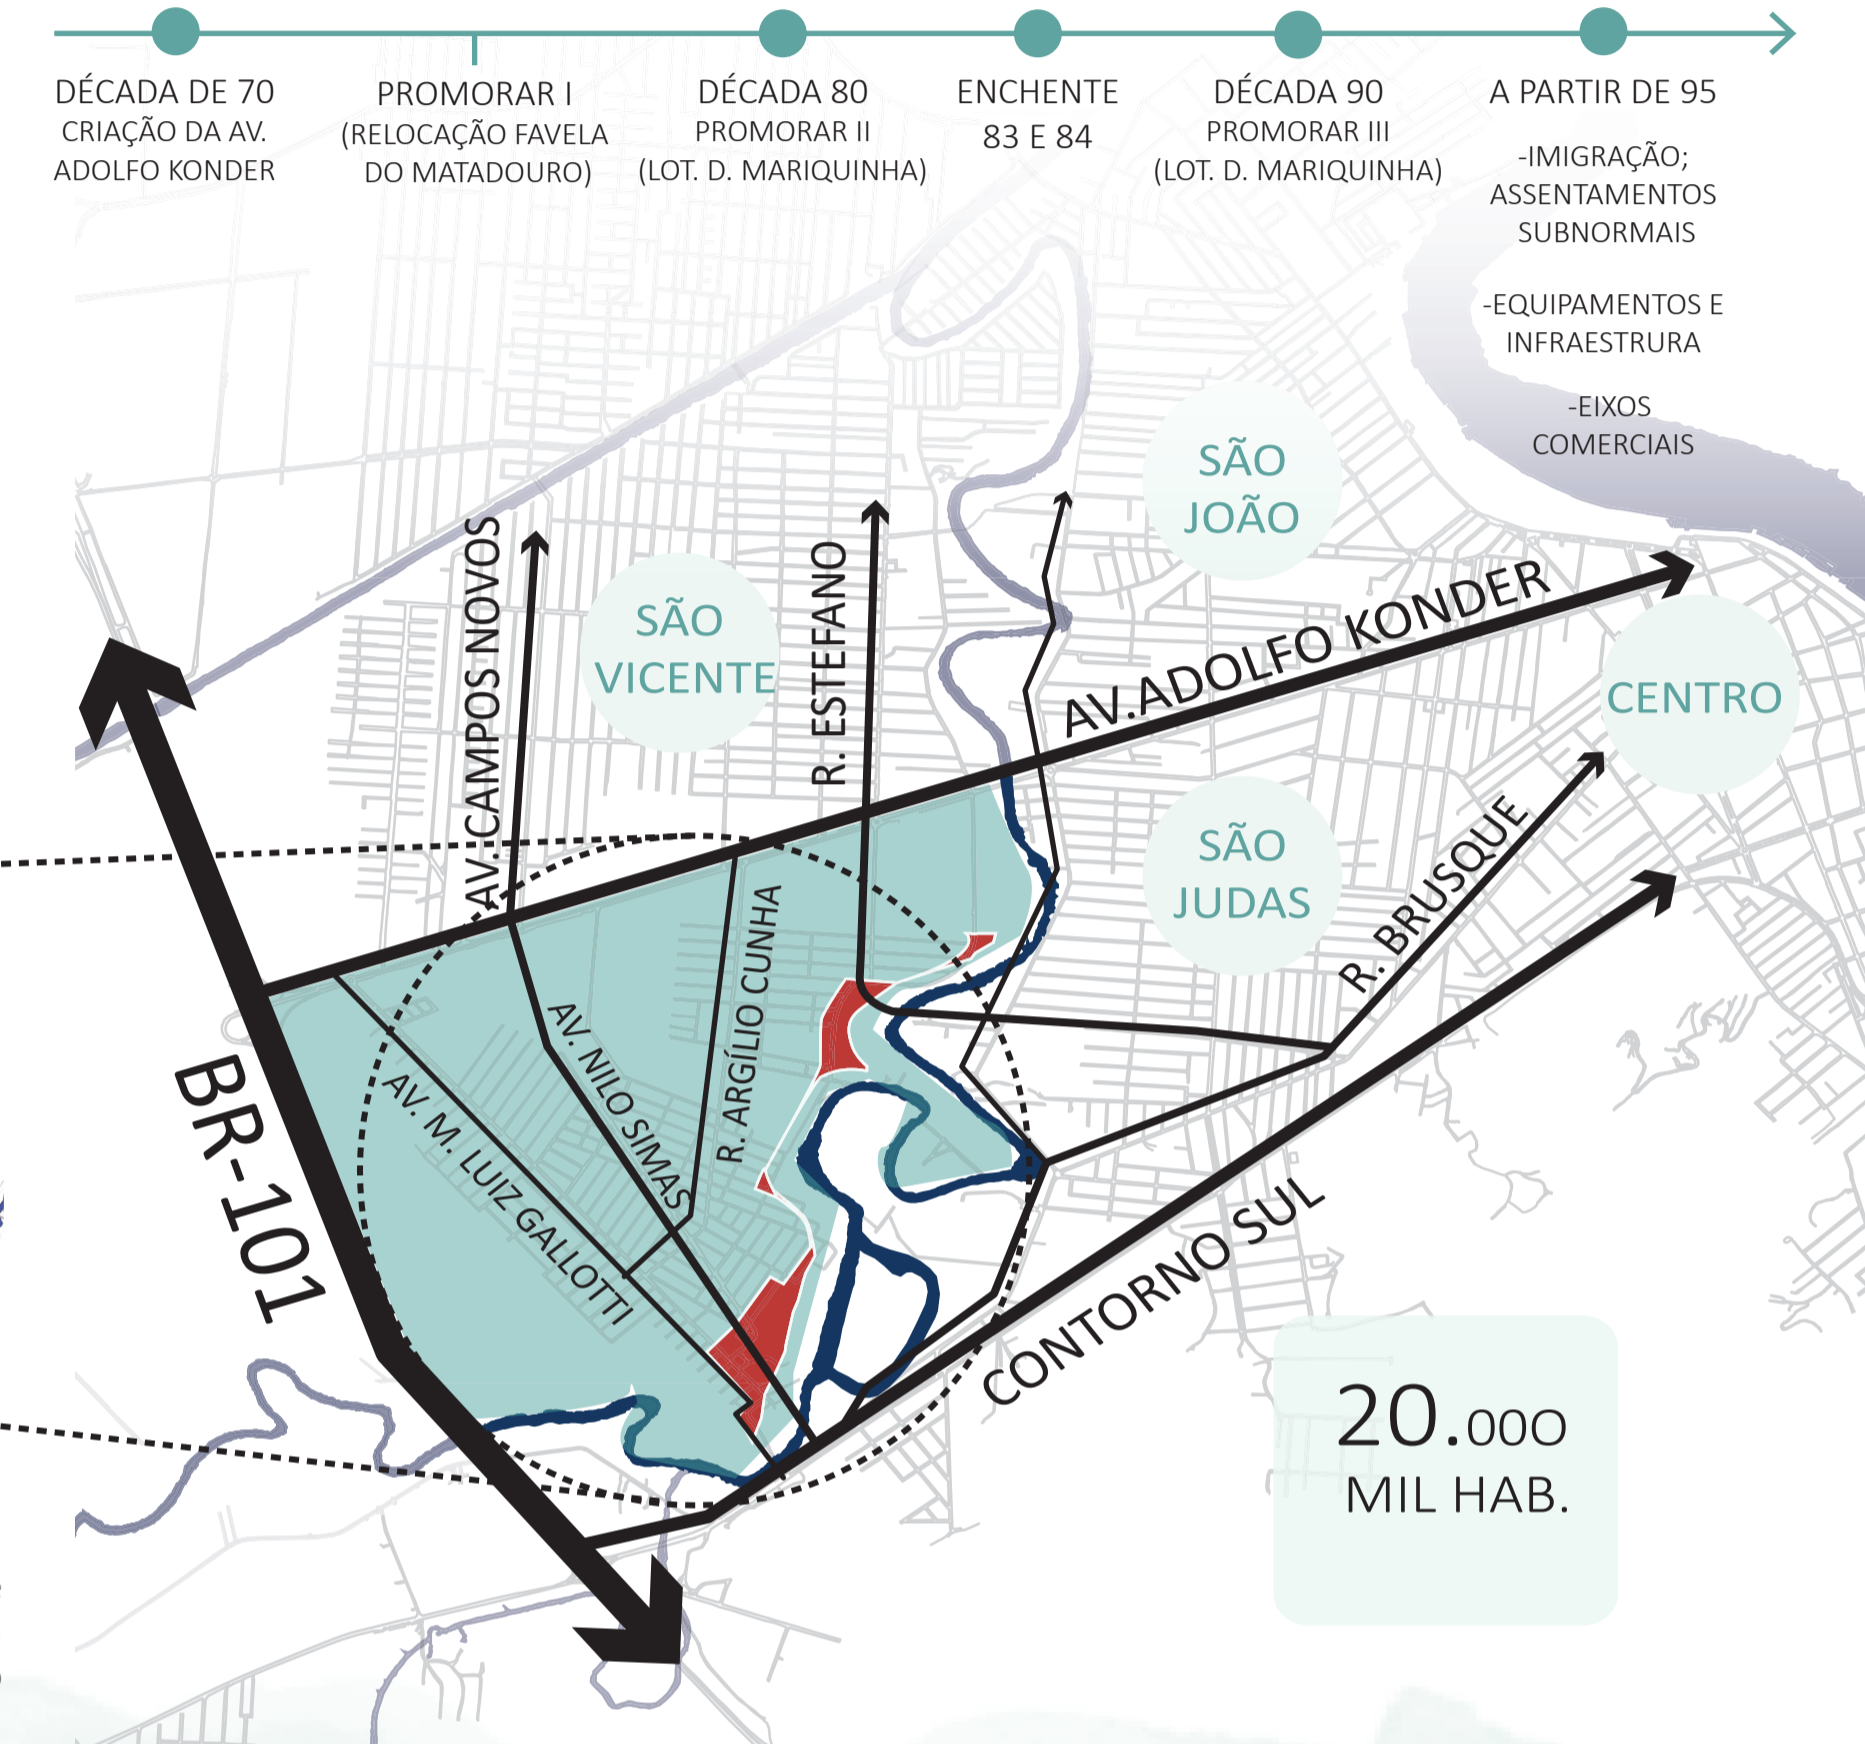 DÉCADA DE 70
CRIAÇÃO DA AV.
ADOLFO KONDER
PROMORAR I
(RELOCAÇÃO FAVELA
DO MATADOURO)
DÉCADA 80
PROMORAR II
(LOT. D. MARIQUINHA)
ENCHENTE
83 E 84
DÉCADA 90
PROMORAR III
(LOT. D. MARIQUINHA)
A PARTIR DE 95
-IMIGRAÇÃO;
ASSENTAMENTOS
SUBNORMAIS
-EQUIPAMENTOS E
INFRAESTRURA
-EIXOS
COMERCIAIS
SÃO
JOÃO
AV.CAMPOS NOVOS
SÃO
VICENTE
R. ESTEFANO
AV.ADOLFO KONDER
CENTRO
SÃO
JUDAS
R. BRUSQUE
BR-101
AV. M. LUIZ GALLOTTI
AV. NILO SIMAS
R. ARGÍLIO CUNHA
CONTORNO SUL
20.00O
MIL HAB.